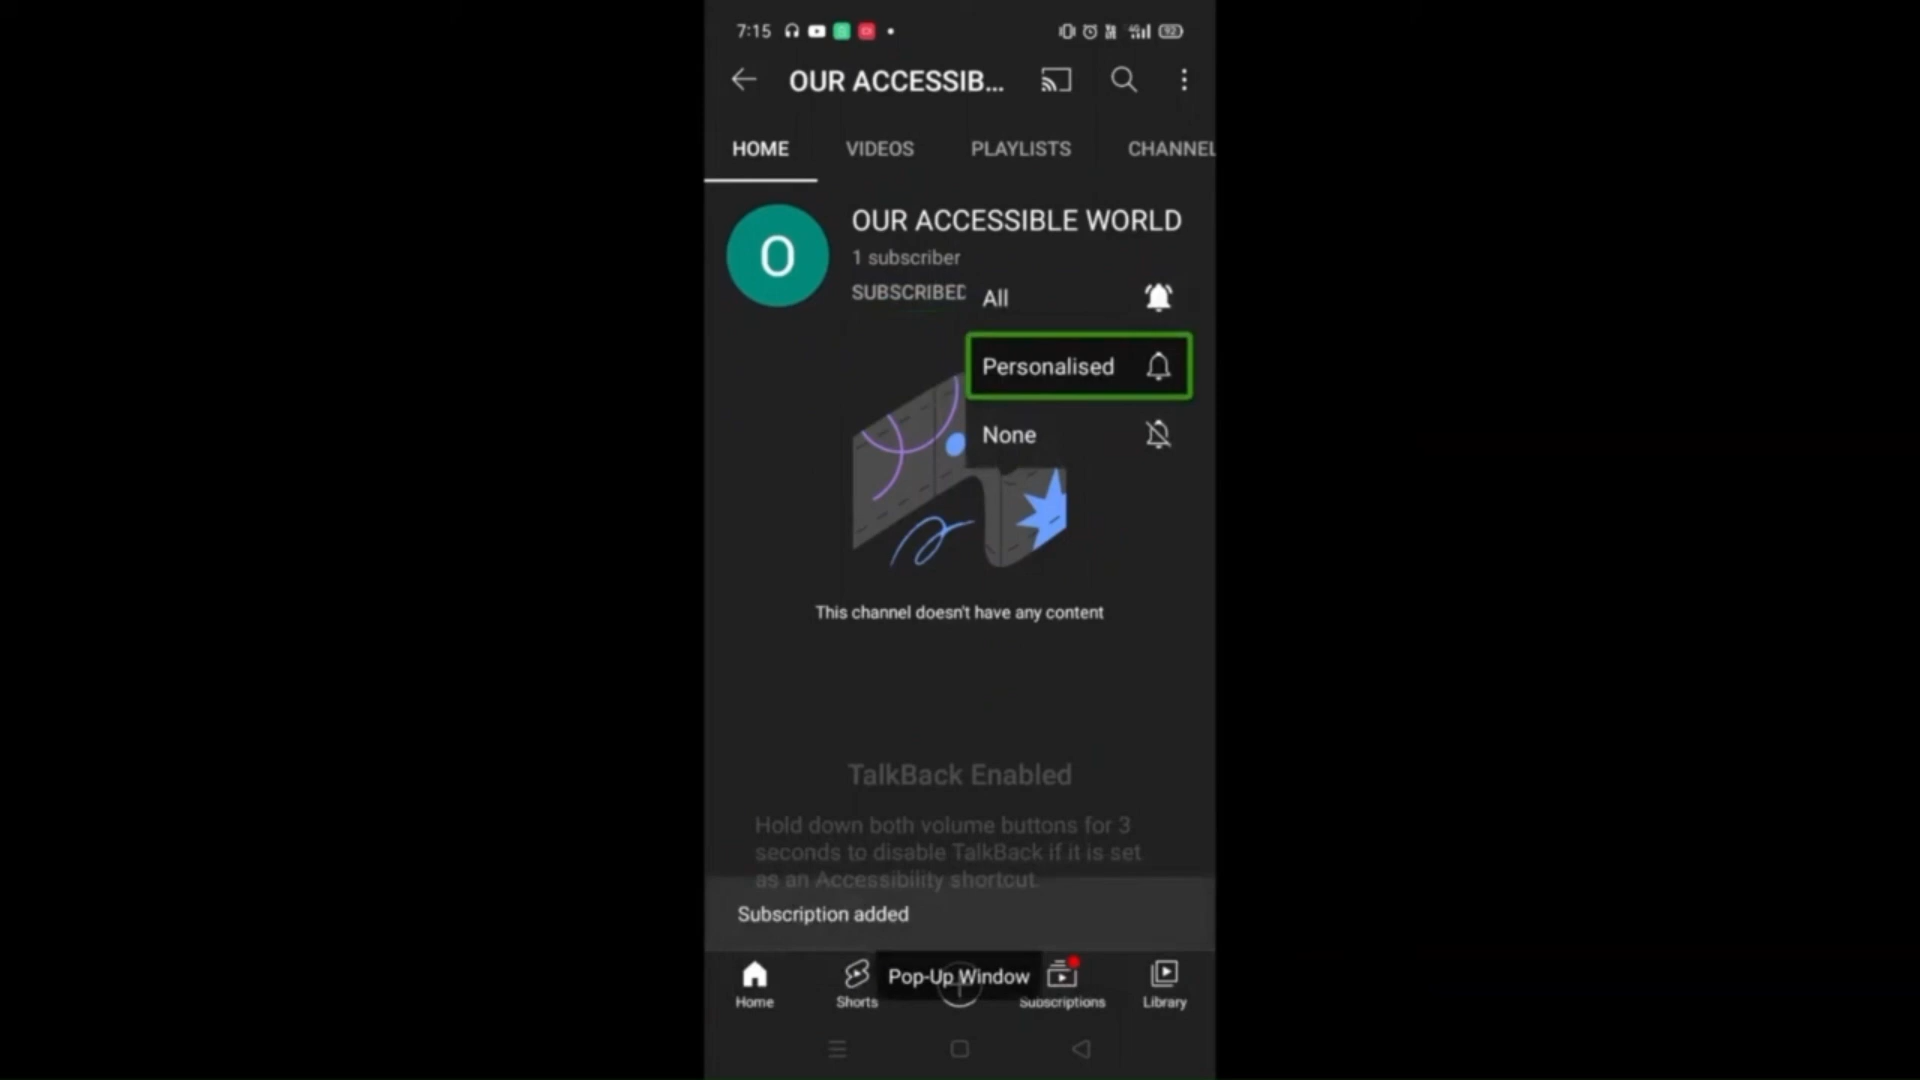 7:15
92
OUR ACCESSIB...
HOME VIDEOS PLAYLISTS CHANNEL
O
OUR ACCESSIBLE WORLD
1 subscriber
SUBSCRIBED
All
Personalised
None
This channel doesn't have any content
TalkBack Enabled
Hold down both volume buttons for 3
seconds to disable TalkBack if it is set
as an Accessibility shortcut.
Subscription added
Pop-Up Window
Home Shorts Subscriptions Library